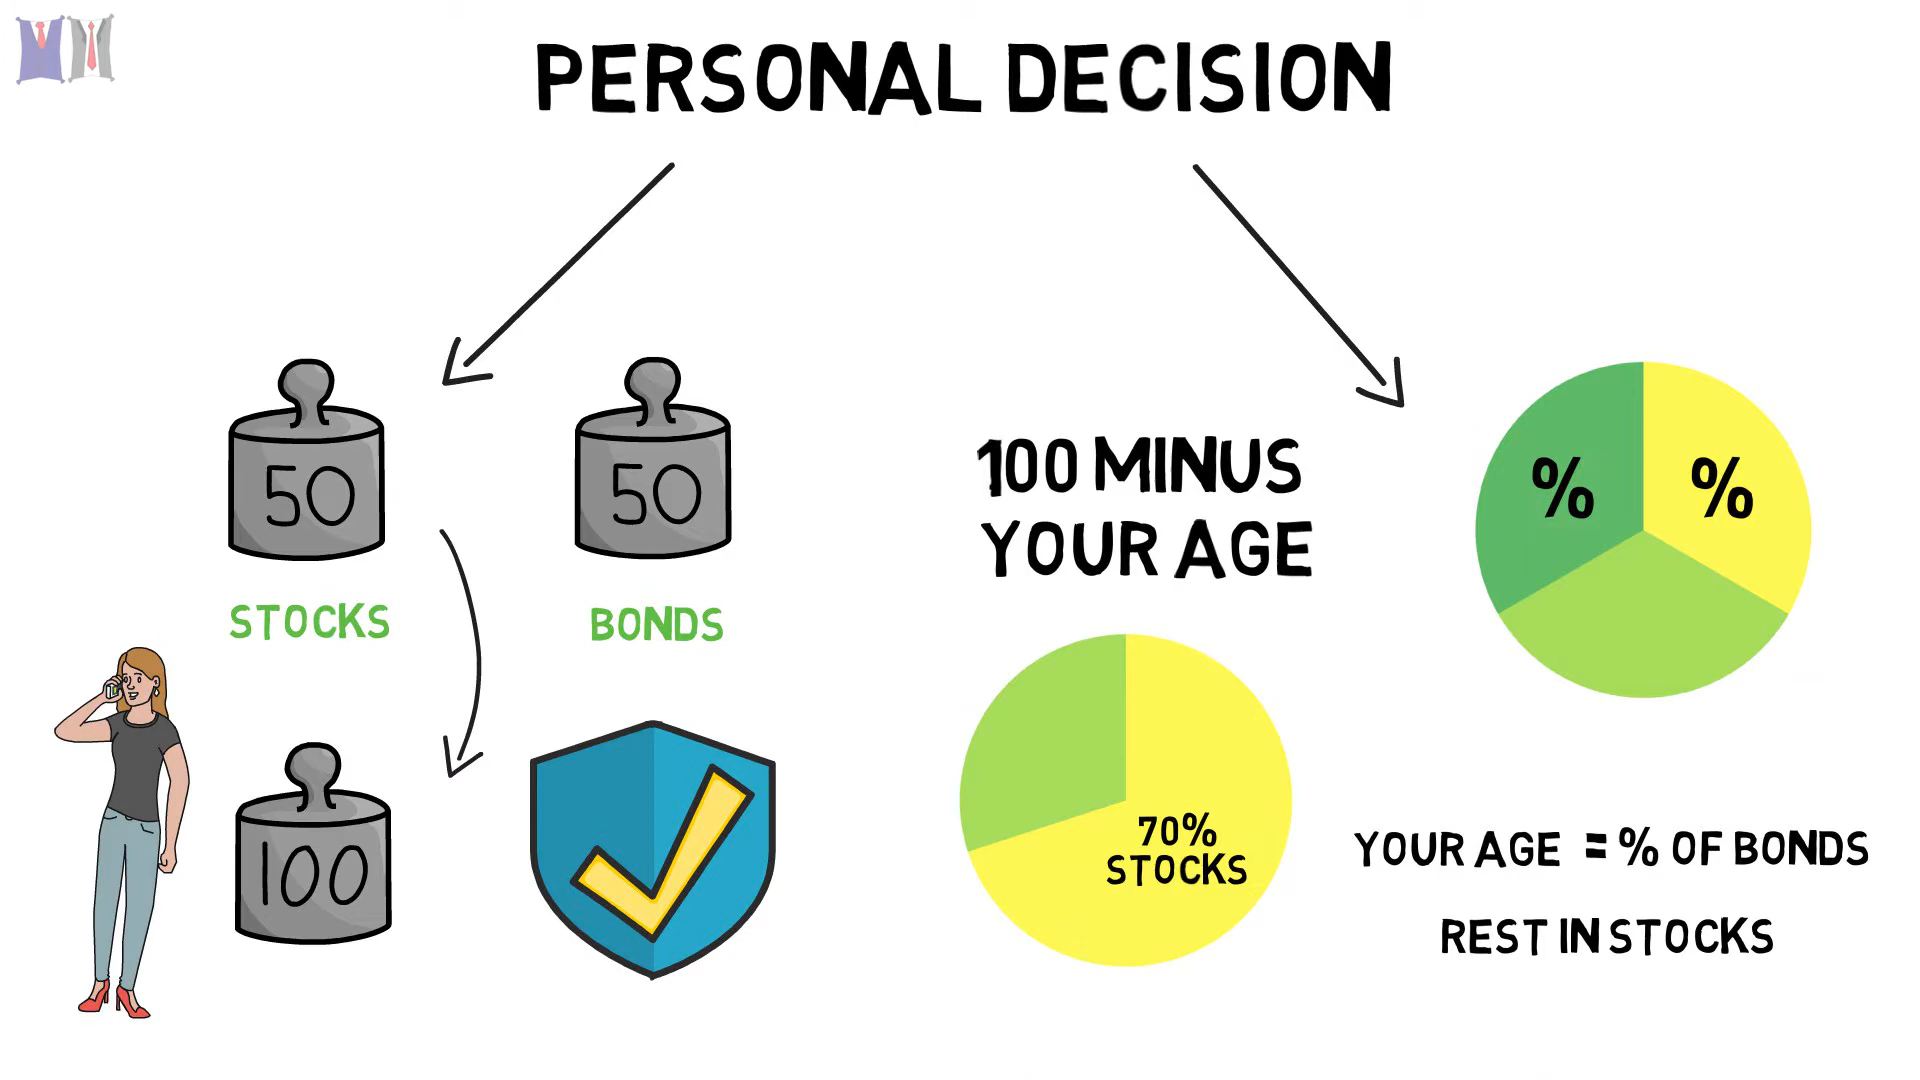 PERSONAL DECISION
50
50
STOCKS
BONDS
100
100 MINUS
YOUR AGE
%
%
70%
STOCKS
YOUR AGE = % OF BONDS
REST IN STOCKS